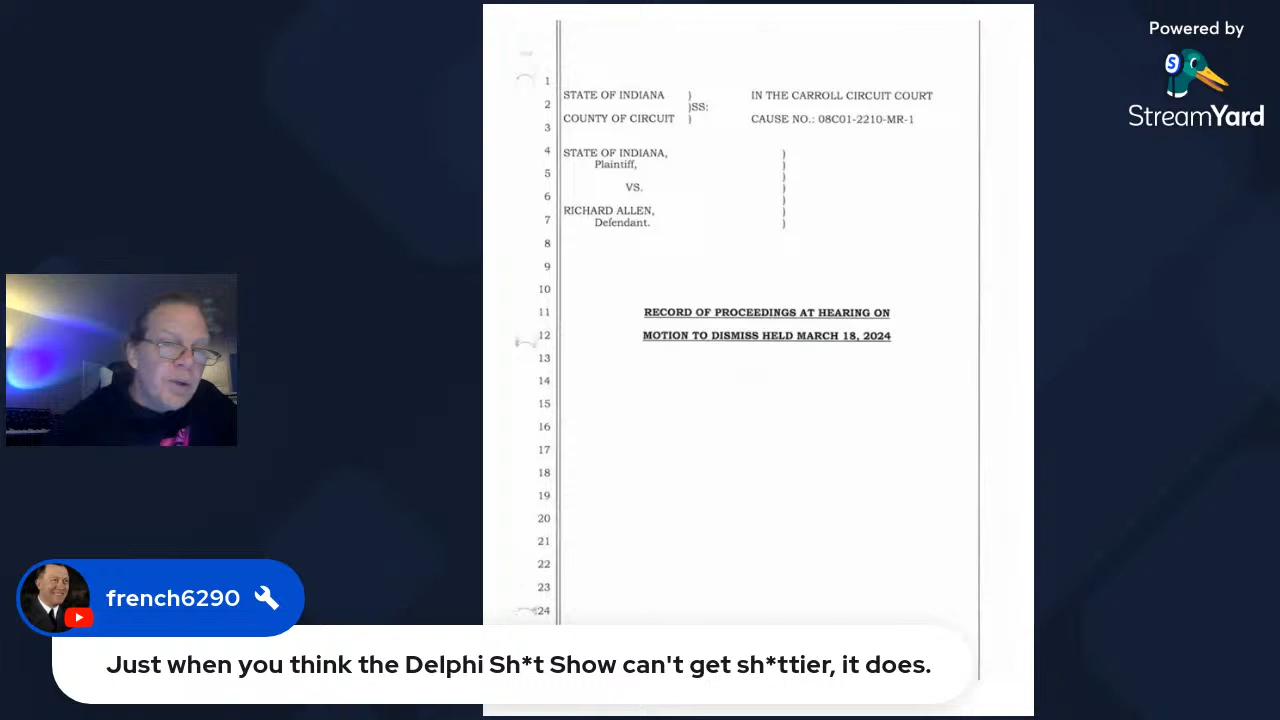 Powered by
StreamYard
1
STATE OF INDIANA ) IN THE CARROLL CIRCUIT COURT
2 )SS:
COUNTY OF CIRCUIT ) CAUSE NO.: 08C01-2210-MR-1
3
4 STATE OF INDIANA, )
Plaintiff, )
5 )
VS. )
6 )
RICHARD ALLEN, )
7 Defendant. )
8
9
10
11 RECORD OF PROCEEDINGS AT HEARING ON
12 MOTION TO DISMISS HELD MARCH 18, 2024
13
14
15
16
17
18
19
20
21
22
23
24
french6290
Just when you think the Delphi Sh*t Show can't get sh*ttier, it does.